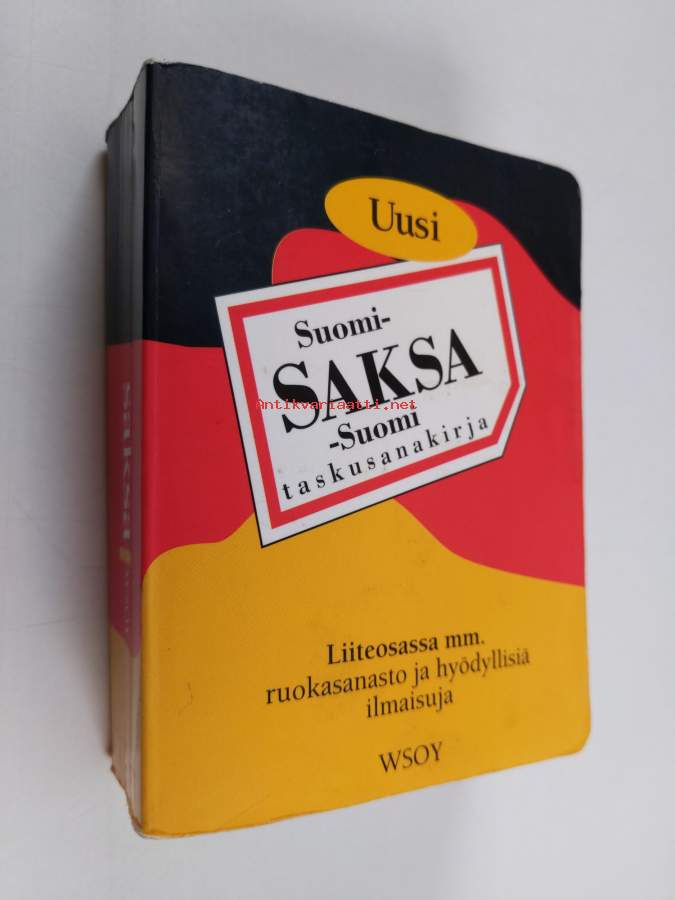 Uusi
Suomi-
SAKSA
Antikvariaatti.net
-Suomi
taskusanakirja
Liiteosassa mm.
ruokasanasto ja hyödyllisiä
ilmaisuja
WSOY